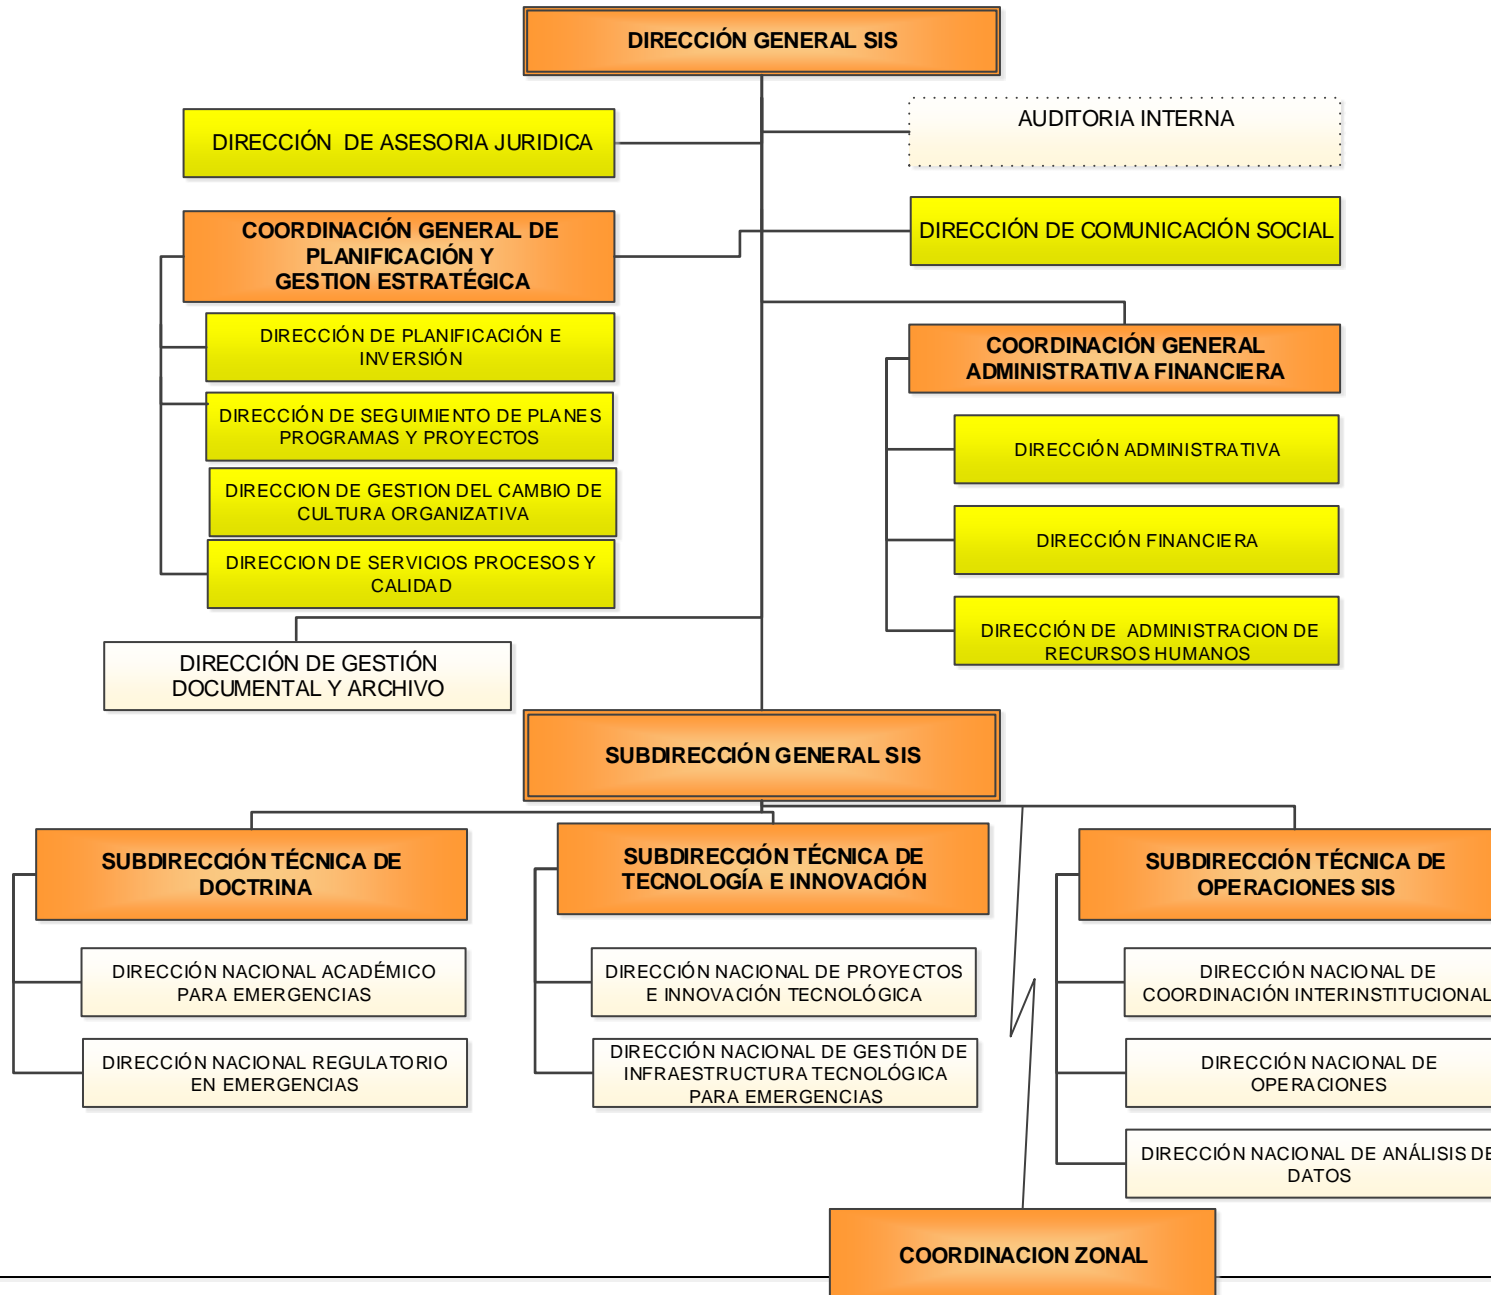 DIRECCIÓN GENERAL SIS
DIRECCIÓN DE ASESORIA JURIDICA
AUDITORIA INTERNA
COORDINACIÓN GENERAL DE
PLANIFICACIÓN Y
GESTION ESTRATÉGICA
DIRECCIÓN DE COMUNICACIÓN SOCIAL
DIRECCIÓN DE PLANIFICACIÓN E
INVERSIÓN
DIRECCIÓN DE SEGUIMIENTO DE PLANES
PROGRAMAS Y PROYECTOS
DIRECCION DE GESTION DEL CAMBIO DE
CULTURA ORGANIZATIVA
DIRECCION DE SERVICIOS PROCESOS Y
CALIDAD
COORDINACIÓN GENERAL
ADMINISTRATIVA FINANCIERA
DIRECCIÓN ADMINISTRATIVA
DIRECCIÓN FINANCIERA
DIRECCIÓN DE ADMINISTRACION DE
RECURSOS HUMANOS
DIRECCIÓN DE GESTIÓN
DOCUMENTAL Y ARCHIVO
SUBDIRECCIÓN GENERAL SIS
SUBDIRECCIÓN TÉCNICA DE
DOCTRINA
DIRECCIÓN NACIONAL ACADÉMICO
PARA EMERGENCIAS
DIRECCIÓN NACIONAL REGULATORIO
EN EMERGENCIAS
SUBDIRECCIÓN TÉCNICA DE
TECNOLOGÍA E INNOVACIÓN
DIRECCIÓN NACIONAL DE PROYECTOS
E INNOVACIÓN TECNOLÓGICA
DIRECCIÓN NACIONAL DE GESTIÓN DE
INFRAESTRUCTURA TECNOLÓGICA
PARA EMERGENCIAS
SUBDIRECCIÓN TÉCNICA DE
OPERACIONES SIS
DIRECCIÓN NACIONAL DE
COORDINACIÓN INTERINSTITUCIONAL
DIRECCIÓN NACIONAL DE
OPERACIONES
DIRECCIÓN NACIONAL DE ANÁLISIS DE
DATOS
COORDINACION ZONAL